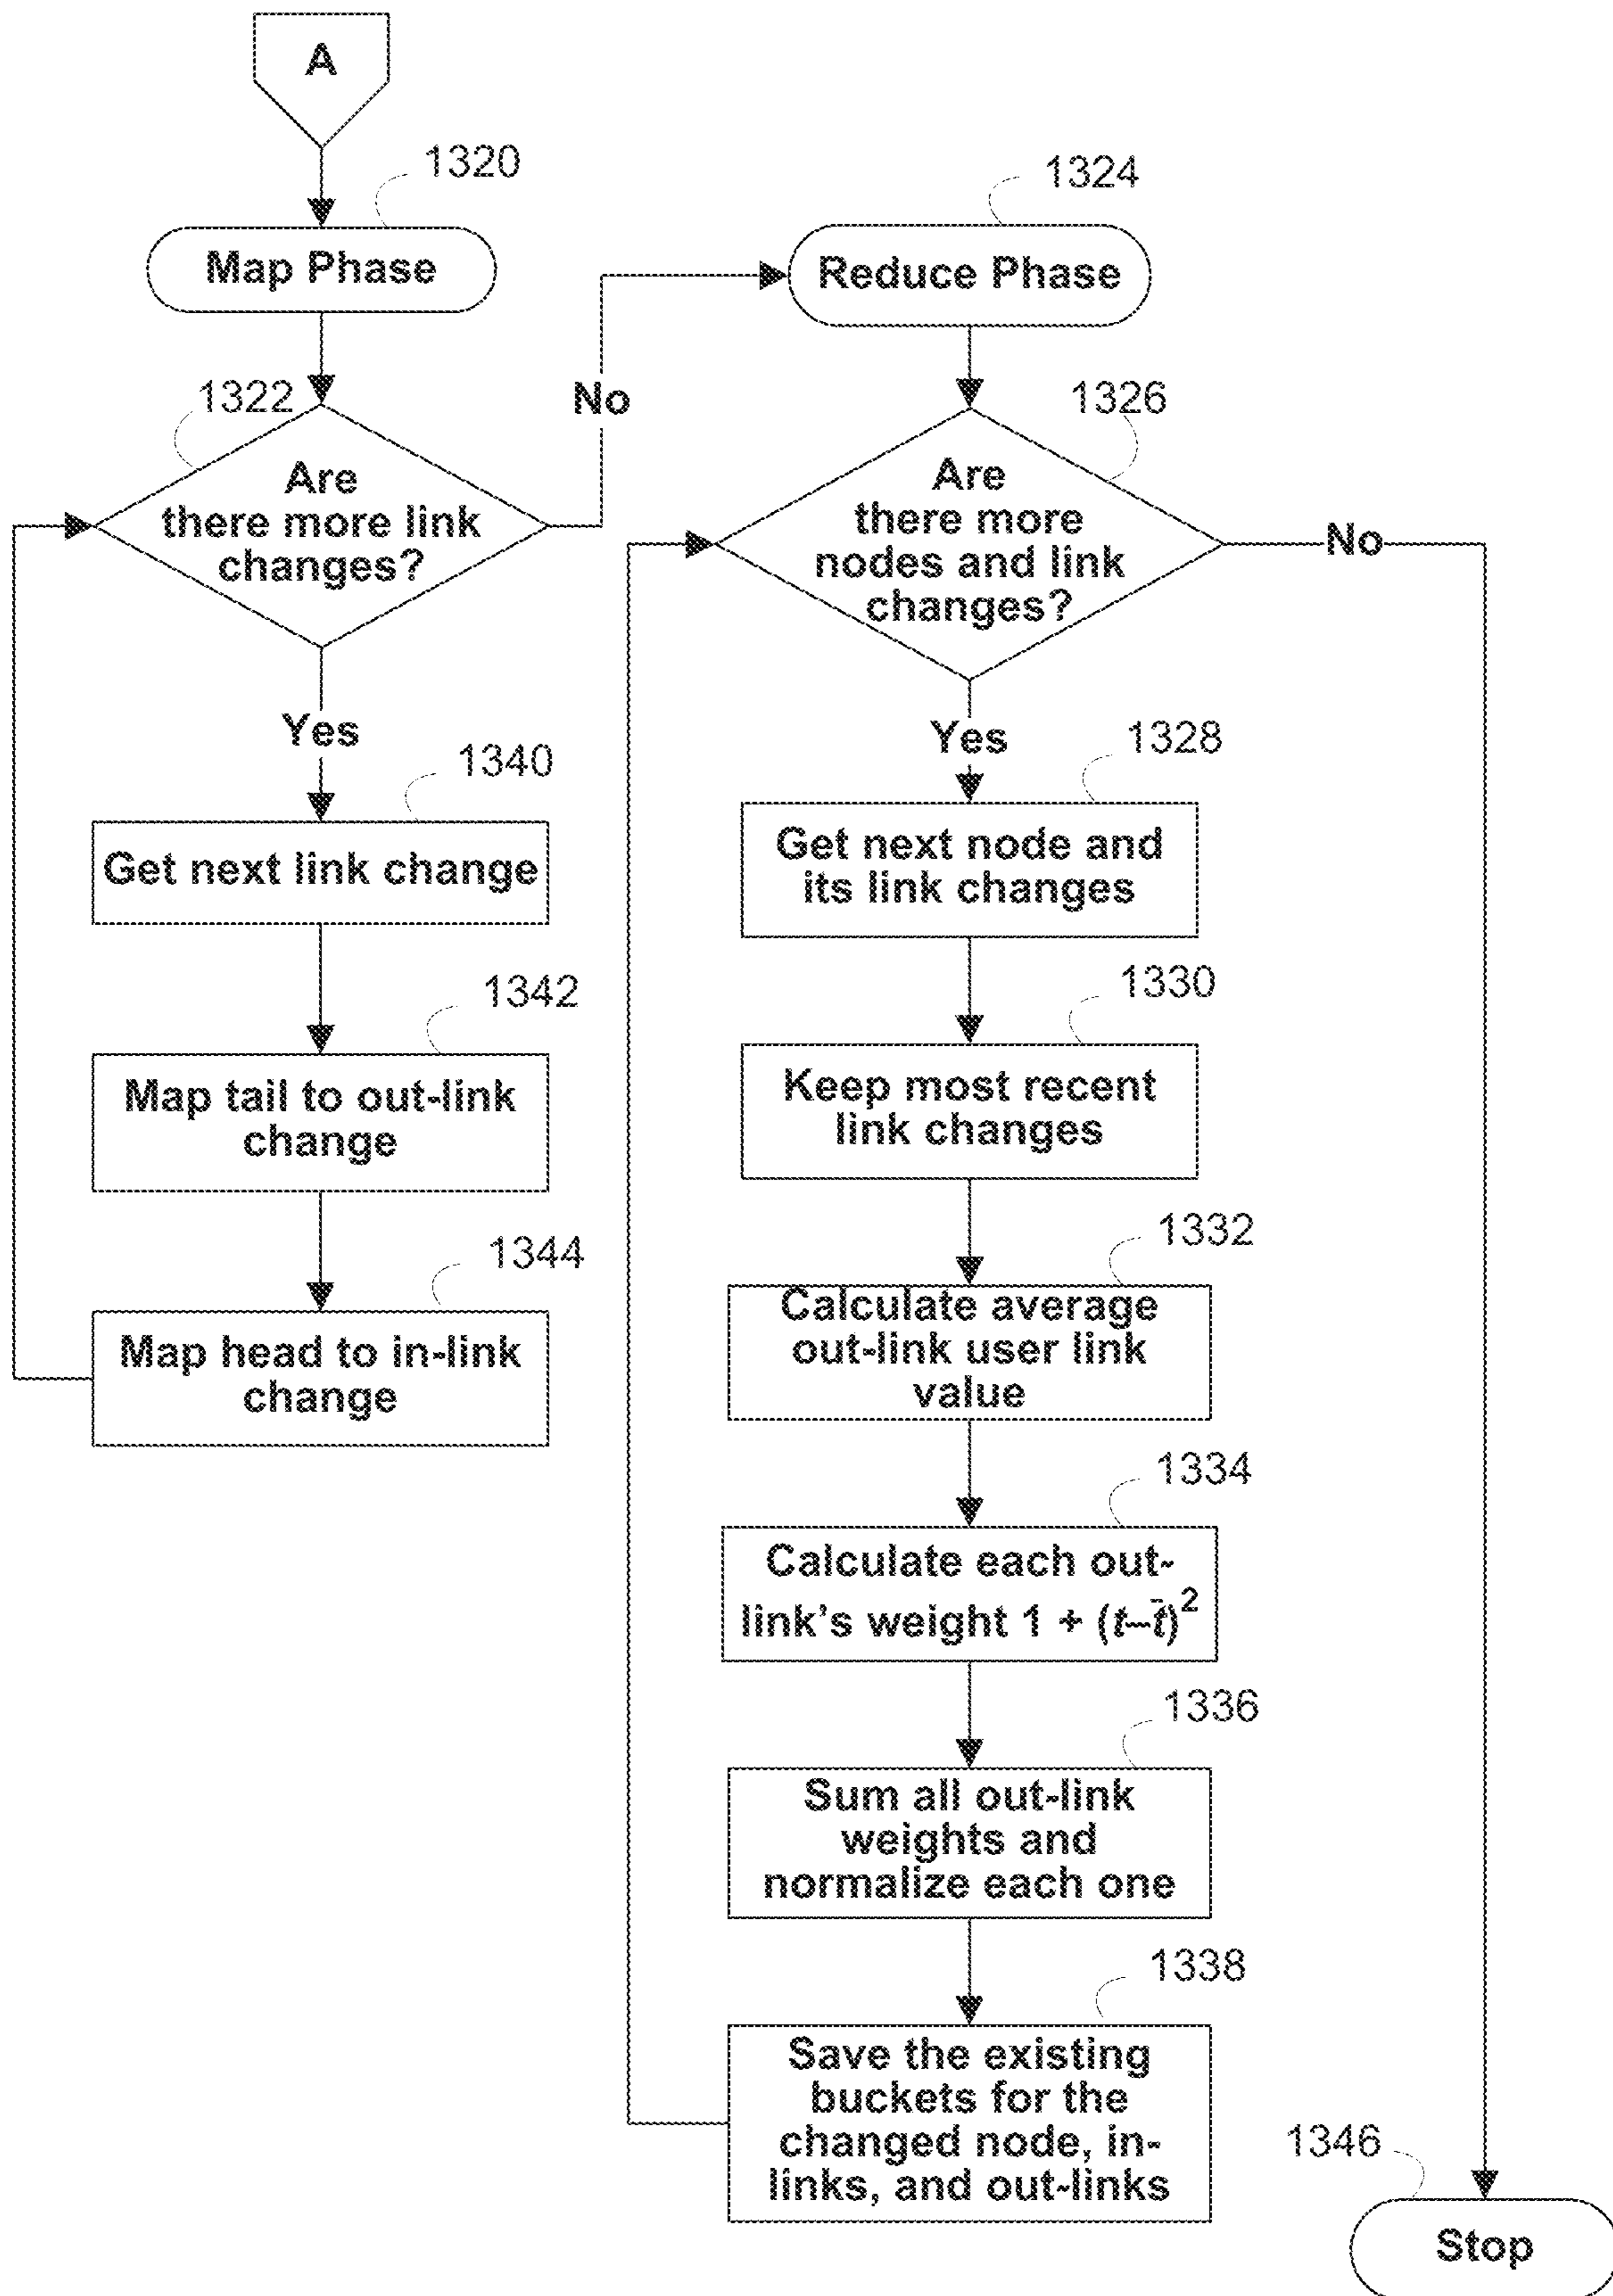 A
1320
Map Phase
1322
Are
there more link
changes?
No
Yes
1340
Get next link change
1342
Map tail to out-link
change
1344
Map head to in-link
change
1324
Reduce Phase
1326
Are
there more
nodes and link
changes?
No
Yes
1328
Get next node and
its link changes
1330
Keep most recent
link changes
1332
Calculate average
out-link user link
value
1334
Calculate each out-
link's weight 1 + (t–t̄)²
1336
Sum all out-link
weights and
normalize each one
1338
Save the existing
buckets for the
changed node, in-
links, and out-links
1346
Stop